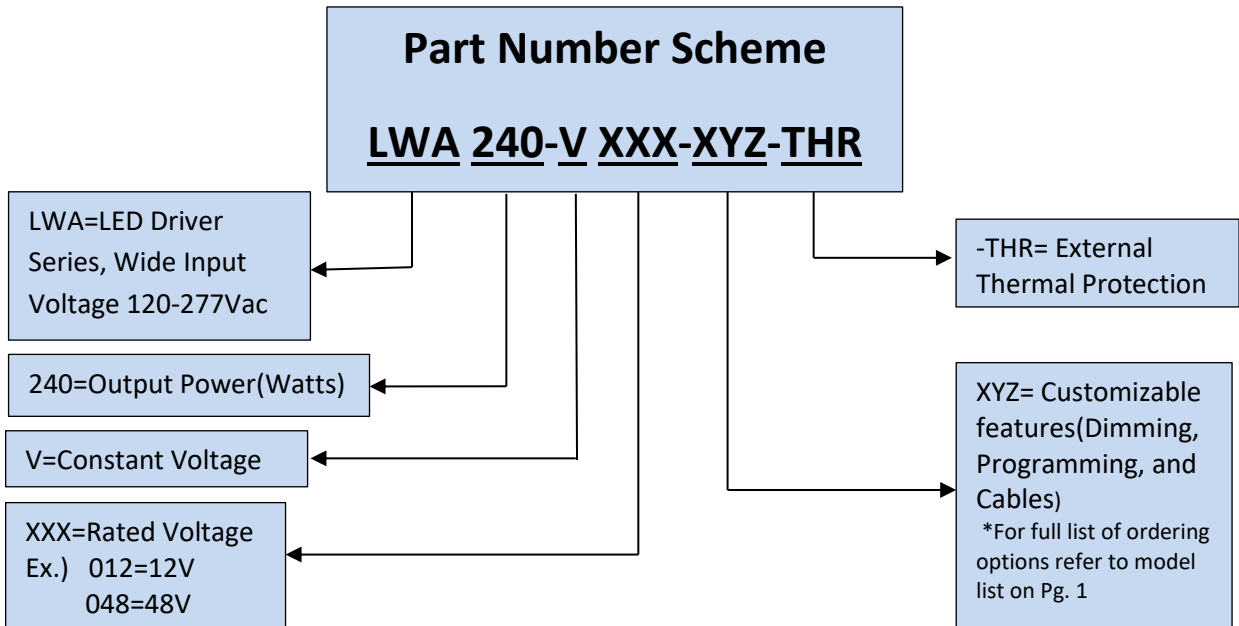 Part Number Scheme
LWA 240-V XXX-XYZ-THR
LWA=LED Driver
Series, Wide Input
Voltage 120-277Vac
240=Output Power(Watts)
V=Constant Voltage
XXX=Rated Voltage
Ex.) 012=12V
048=48V
-THR= External
Thermal Protection
XYZ= Customizable
features(Dimming,
Programming, and
Cables)
*For full list of ordering
options refer to model
list on Pg. 1